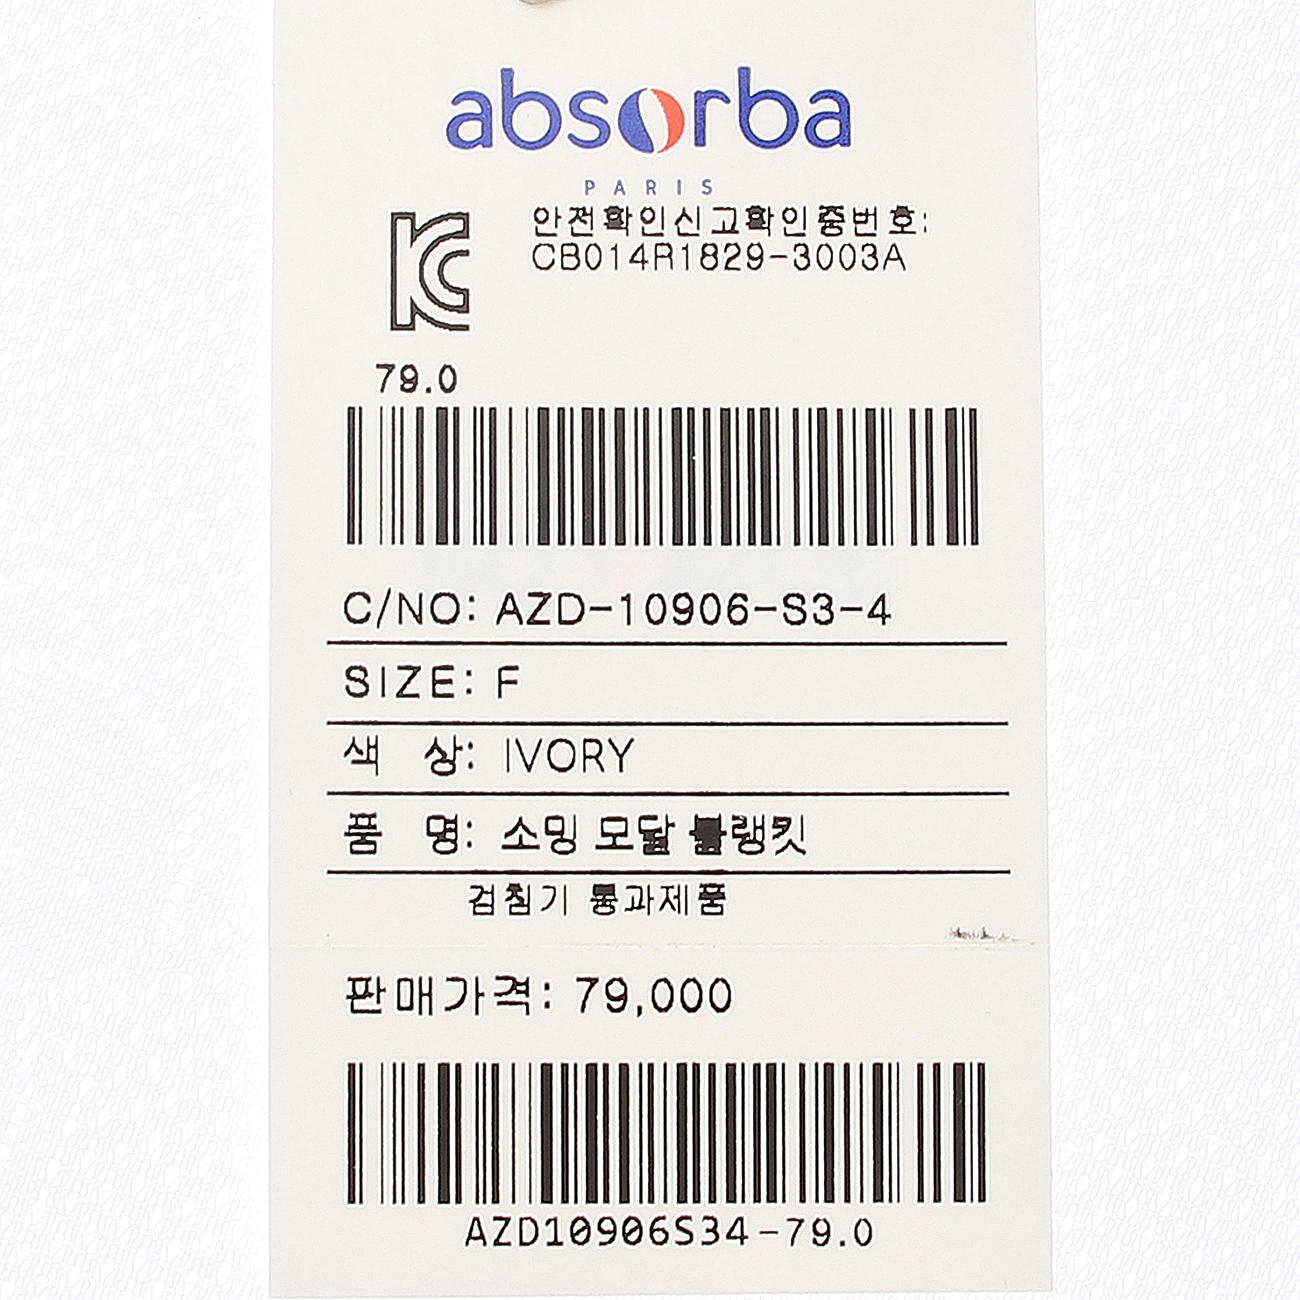 absorba
PARIS
안전확인신고확인증번호:
CB014R1829-3003A
79.0
C/NO: AZD-10906-S3-4
SIZE: F
색 상: IVORY
품 명: 소밍 모달 블랭킷
검침기 통과제품
판매가격: 79,000
AZD10906S34-79.0